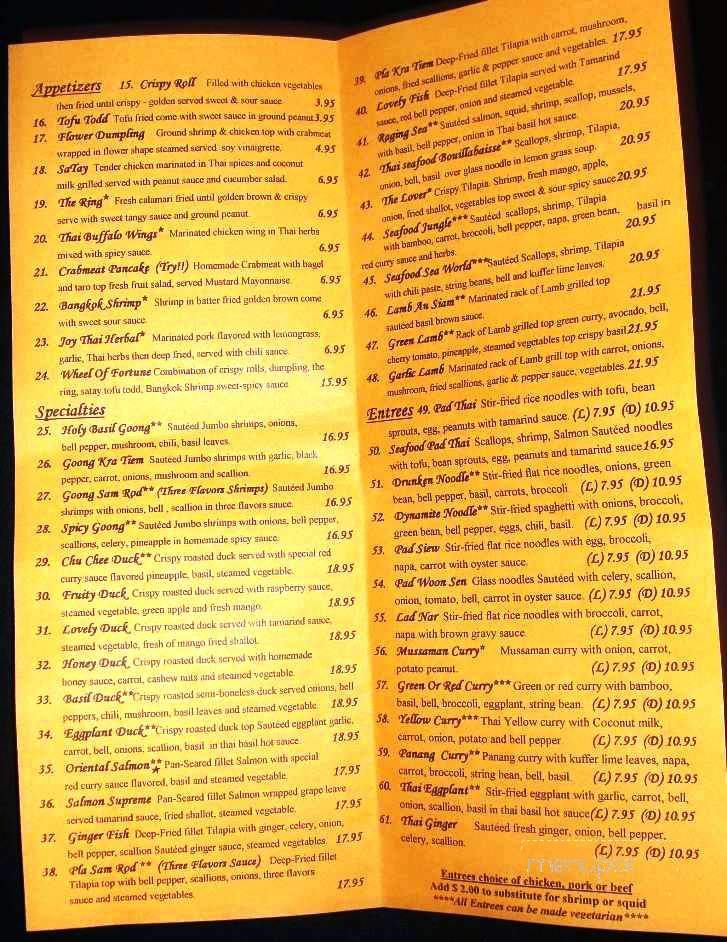 Appetizers 15. Crispy Roll Filled with chicken vegetables
then fried until crispy - golden served sweet & sour sauce. 3.95
16. Tofu Todd Tofu fried come with sweet sauce in ground peanut. 3.95
17. Flower Dumpling Ground shrimp & chicken top with crabmeat
wrapped in flower shape steamed served soy vinaigrette. 4.95
18. SaTay Tender chicken marinated in Thai spices and coconut
milk grilled served with peanut sauce and cucumber salad. 6.95
19. The Ring* Fresh calamari fried until golden brown & crispy
serve with sweet tangy sauce and ground peanut. 6.95
20. Thai Buffalo Wings* Marinated chicken wing in Thai herbs
mixed with spicy sauce. 6.95
21. Crabmeat Pancake (Try!!) Homemade Crabmeat with bagel
and taro top fresh fruit salad, served Mustard Mayonnaise. 6.95
22. Bangkok Shrimp* Shrimp in batter fried golden brown come
with sweet sour sauce. 6.95
23. Joy Thai Herbal* Marinated pork flavored with lemongrass,
garlic, Thai herbs then deep fried, served with chili sauce. 6.95
24. Wheel Of Fortune Combination of crispy rolls, dumpling, the
ring, satay tofu todd, Bangkok Shrimp sweet-spicy sauce 15.95
Specialties
25. Holy Basil Goong** Sautéed Jumbo shrimps, onions,
bell pepper, mushroom, chili, basil leaves. 16.95
26. Goong Kra Tiem Sautéed Jumbo shrimps with garlic, black
pepper, carrot, onions, mushroom and scallion. 16.95
27. Goong Sam Rod** (Three Flavors Shrimps) Sautéed Jumbo
shrimps with onions, bell , scallion in three flavors sauce. 16.95
28. Spicy Goong** Sautéed Jumbo shrimps with onions, bell pepper,
scallions, celery, pineapple in homemade spicy sauce. 16.95
29. Chu Chee Duck** Crispy roasted duck served with special red
curry sauce flavored pineapple, basil, steamed vegetable. 18.95
30. Fruity Duck Crispy roasted duck served with raspberry sauce,
steamed vegetable, green apple and fresh mango. 18.95
31. Lovely Duck Crispy roasted duck served with tamarind sauce,
steamed vegetable, fresh of mango fried shallot. 18.95
32. Honey Duck Crispy roasted duck served with homemade
honey sauce, carrot, cashew nuts and steamed vegetable. 18.95
33. Basil Duck** Crispy roasted semi-boneless duck served onions, bell
peppers, chili, mushroom, basil leaves and steamed vegetable. 18.95
34. Eggplant Duck** Crispy roasted duck top Sauteed eggplant garlic,
carrot, bell, onions, scallion, basil in thai basil hot sauce. 18.95
35. Oriental Salmon** Pan-Seared fillet Salmon with special
red curry sauce flavored, basil and steamed vegetable. 17.95
36. Salmon Supreme Pan-Seared fillet Salmon wrapped grape leave
served tamarind sauce, fried shallot, steamed vegetable. 17.95
37. Ginger Fish Deep-Fried fillet Tilapia with ginger, celery, onion,
bell pepper, scallion Sautéed ginger sauce, steamed vegetables. 17.95
38. Pla Sam Rod** (Three Flavors Sauce) Deep-Fried fillet
Tilapia top with bell pepper, scallions, onions, three flavors
sauce and steamed vegetables. 17.95
39. Pla Kra Tiem Deep-Fried fillet Tilapia with carrot, mushroom,
onions, fried scallions, garlic & pepper sauce and vegetables. 17.95
40. Lovely Fish Deep-Fried fillet Tilapia served with Tamarind
sauce, red bell pepper, onion and steamed vegetable. 17.95
41. Raging Sea** Sautéed salmon, squid, shrimp, scallop, mussels,
with basil, bell pepper, onion in Thai basil hot sauce. 20.95
42. Thai seafood Bouillabaisse** Scallops, shrimp, Tilapia,
onion, bell, basil over glass noodle in lemon grass soup. 20.95
43. The Lover* Crispy Tilapia. Shrimp, fresh mango, apple,
onion, fried shallot, vegetables top sweet & sour spicy sauce 20.95
44. Seafood Jungle*** Sautéed scallops, shrimp, Tilapia
with bamboo, carrot, broccoli, bell pepper, napa, green bean, basil in
red curry sauce and herbs. 20.95
45. Seafood Sea World*** Sautéed Scallops, shrimp, Tilapia
with chili paste, string beans, bell and kuffer lime leaves. 20.95
46. Lamb Au Siam** Marinated rack of Lamb grilled top
sautéed basil brown sauce. 21.95
47. Green Lamb** Rack of Lamb grilled top green curry, avocado, bell,
cherry tomato, pineapple, steamed vegetables top crispy basil. 21.95
48. Garlic Lamb Marinated rack of Lamb grill top with carrot, onions,
mushroom, fried scallions, garlic & pepper sauce, vegetables. 21.95
Entrees 49. Pad Thai Stir-fried rice noodles with tofu, bean
sprouts, egg, peanuts with tamarind sauce. (L) 7.95 (D) 10.95
50. Seafood Pad Thai Scallops, shrimp, Salmon Sautéed noodles
with tofu, bean sprouts, egg, peanuts and tamarind sauce 16.95
51. Drunken Noodle** Stir-fried flat rice noodles, onions, green
bean, bell pepper, basil, carrots, broccoli. (L) 7.95 (D) 10.95
52. Dynamite Noodle** Stir-fried spaghetti with onions, broccoli,
green bean, bell pepper, eggs, chili, basil. (L) 7.95 (D) 10.95
53. Pad Siew Stir-fried flat rice noodles with egg, broccoli,
napa, carrot with oyster sauce. (L) 7.95 (D) 10.95
54. Pad Woon Sen Glass noodles Sautéed with celery, scallion,
onion, tomato, bell, carrot in oyster sauce. (L) 7.95 (D) 10.95
55. Lad Nar Stir-fried flat rice noodles with broccoli, carrot,
napa with brown gravy sauce. (L) 7.95 (D) 10.95
56. Mussaman Curry* Mussaman curry with onion, carrot,
potato peanut. (L) 7.95 (D) 10.95
57. Green Or Red Curry*** Green or red curry with bamboo,
basil, bell, broccoli, eggplant, string bean. (L) 7.95 (D) 10.95
58. Yellow Curry*** Thai Yellow curry with Coconut milk,
carrot, onion, potato and bell pepper. (L) 7.95 (D) 10.95
59. Panang Curry** Panang curry with kuffer lime leaves, napa,
carrot, broccoli, string bean, bell, basil. (L) 7.95 (D) 10.95
60. Thai Eggplant** Stir-fried eggplant with garlic, carrot, bell,
onion, scallion, basil in thai basil hot sauce (L) 7.95 (D) 10.95
61. Thai Ginger Sautéed fresh ginger, onion, bell pepper,
celery, scallion. (L) 7.95 (D) 10.95
menupix
Entrees choice of chicken, pork or beef
Add $ 2.00 to substitute for shrimp or squid
****All Entrees can be made vegetarian****